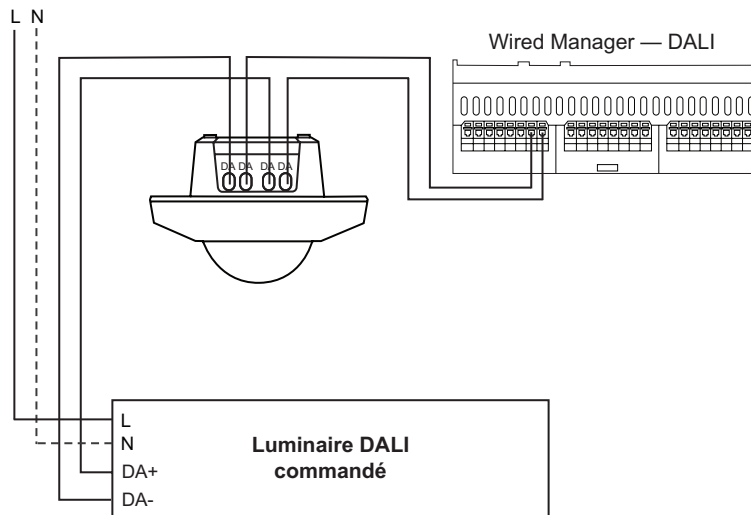 L N
Wired Manager — DALI
DA DA DA DA
L
N
Luminaire DALI
commandé
DA+
DA-